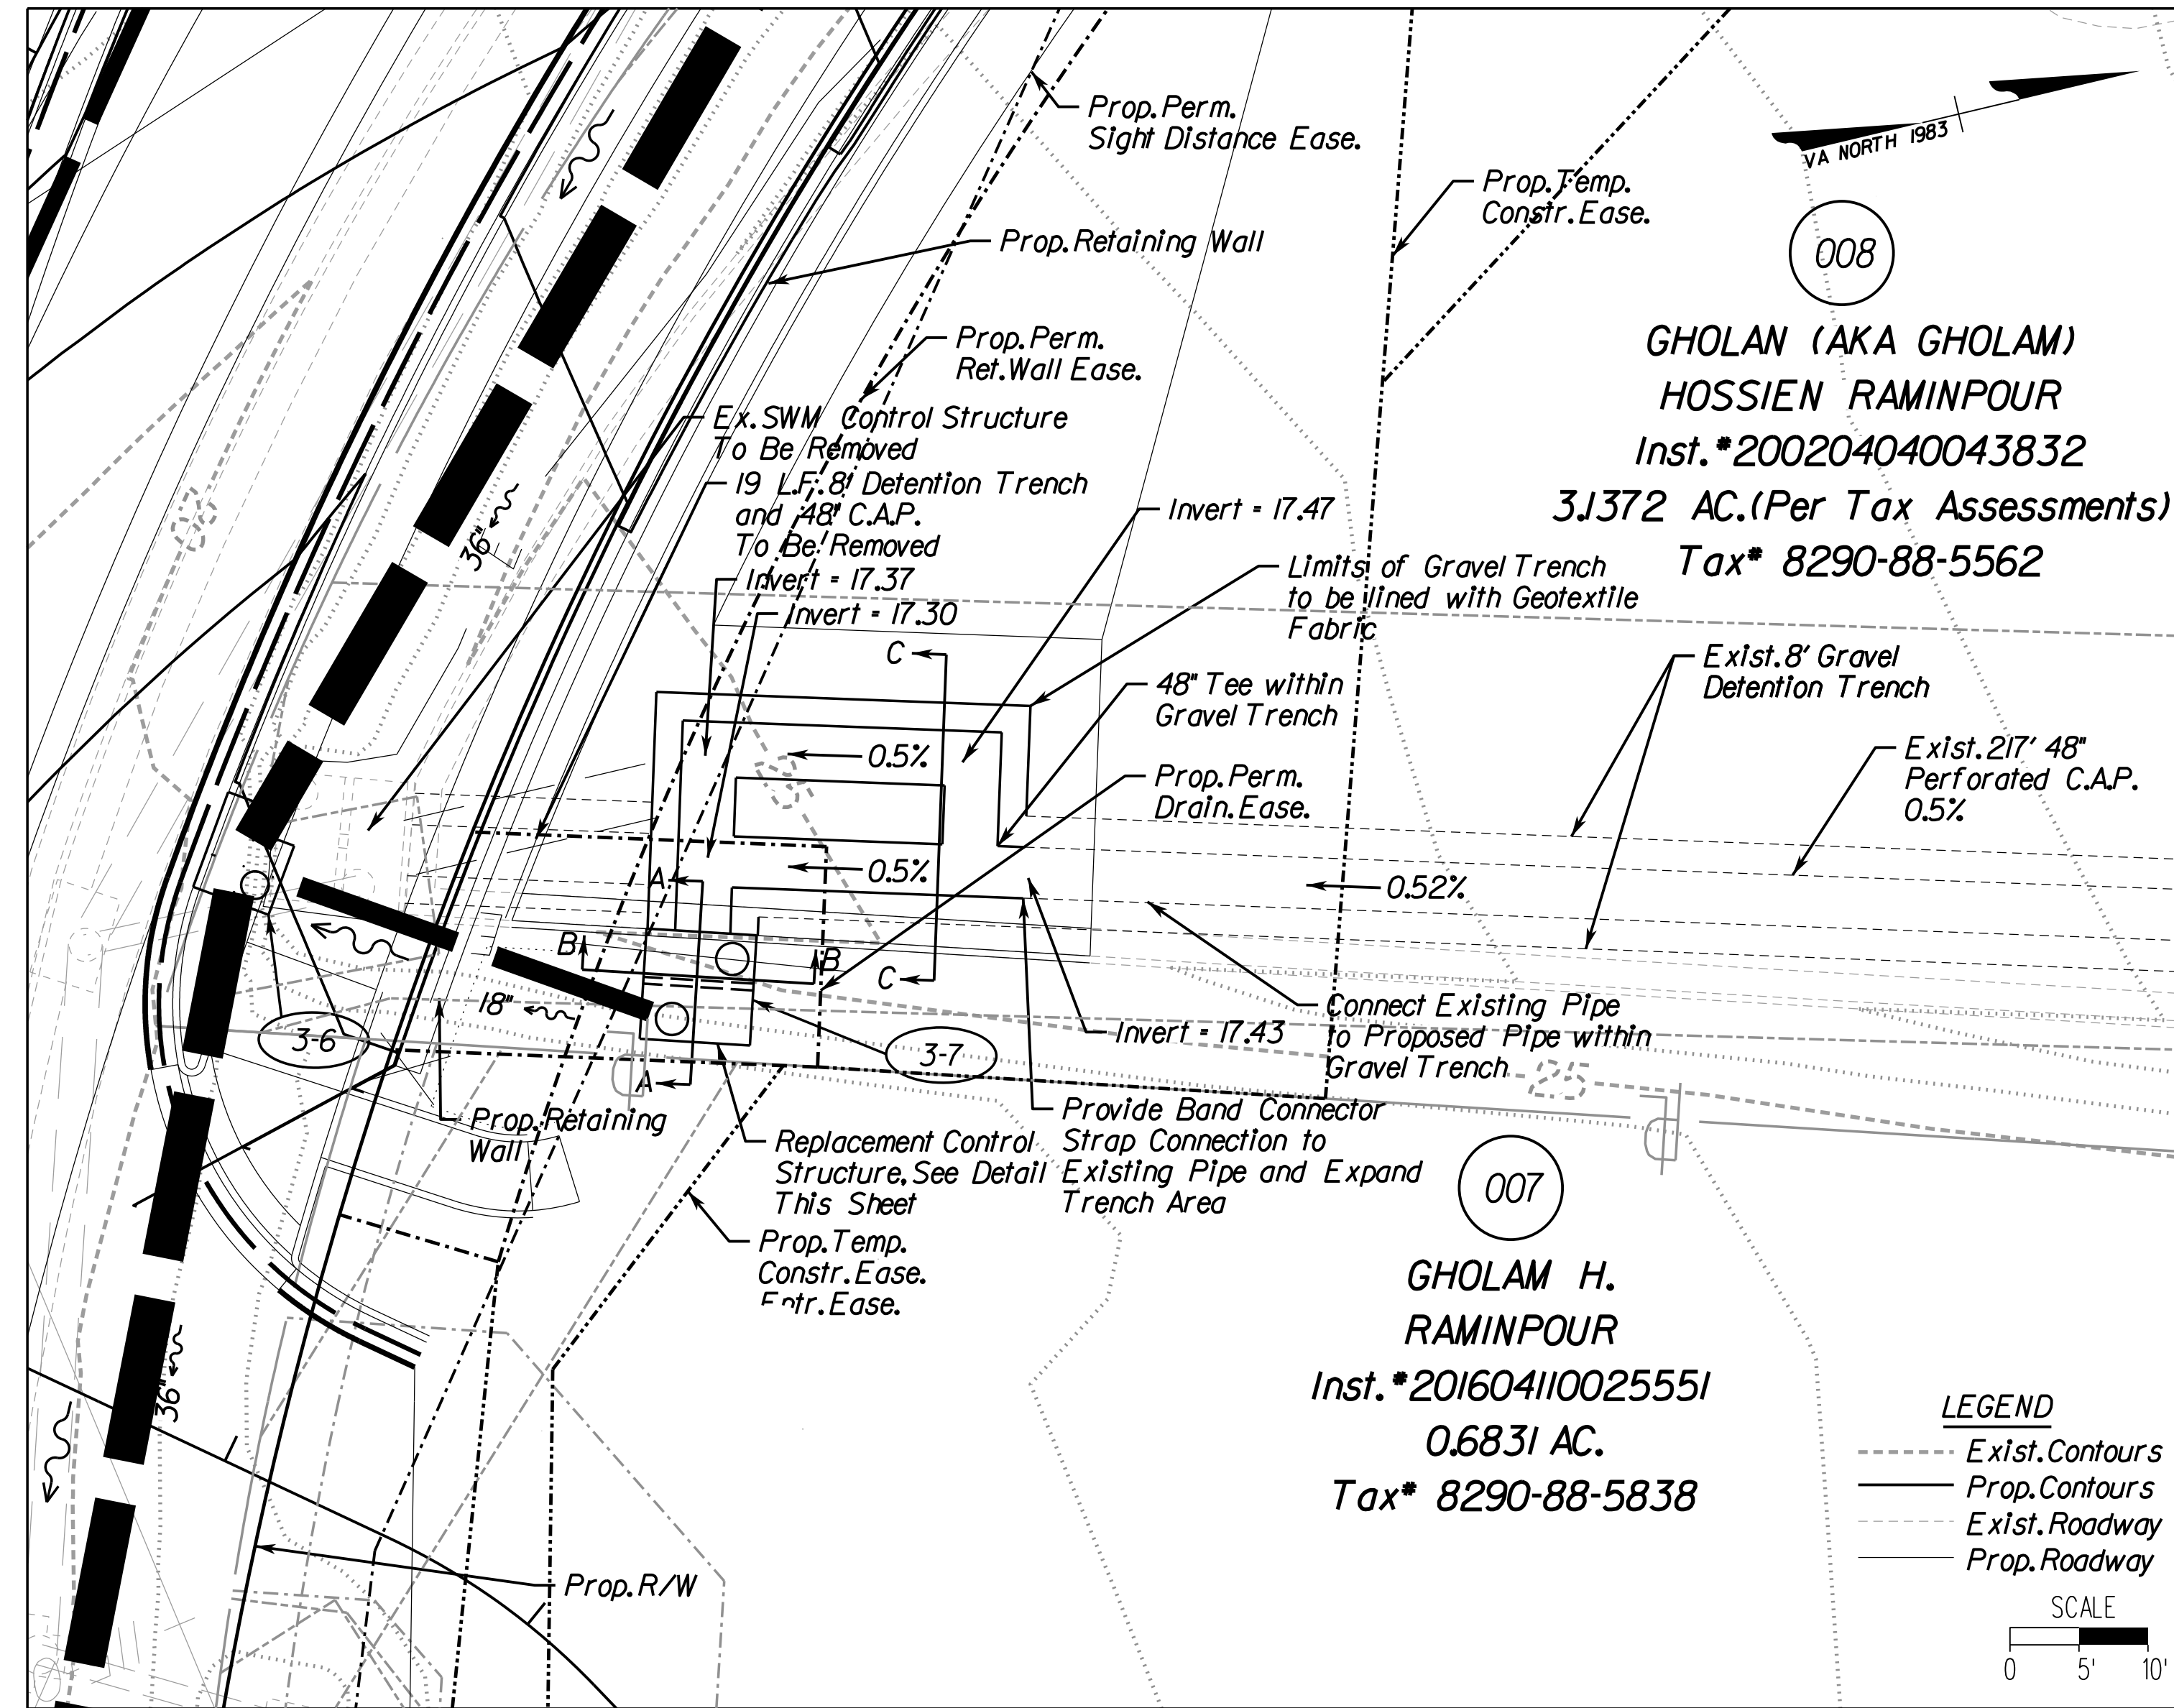 Prop. Perm.
Sight Distance Ease.
VA NORTH 1983
Prop. Temp.
Constr. Ease.
008
Prop. Retaining Wall
GHOLAN (AKA GHOLAM)
HOSSIEN RAMINPOUR
Inst.#200204040043832
3.1372 AC.(Per Tax Assessments)
Tax# 8290-88-5562
Prop. Perm.
Ret. Wall Ease.
Ex. SWM Control Structure
To Be Removed
19 L.F. 8' Detention Trench
and 48" C.A.P.
To Be Removed
Invert = 17.37
Invert = 17.30
Invert = 17.47
Limits of Gravel Trench
to be lined with Geotextile
Fabric
36"
C
48" Tee within
Gravel Trench
Exist. 8' Gravel
Detention Trench
Exist. 217' 48"
Perforated C.A.P.
0.5%
0.5%
28
28
Prop. Perm.
Drain. Ease.
0.5%
A
0.52%
B
B
C
18"
3-6
3-7
Invert = 17.43
Connect Existing Pipe
to Proposed Pipe within
Gravel Trench
28
A
Prop. Retaining
Wall
Replacement Control
Structure, See Detail
This Sheet
Provide Band Connector
Strap Connection to
Existing Pipe and Expand
Trench Area
007
Prop. Temp.
Constr. Ease.
Entr. Ease.
GHOLAM H.
RAMINPOUR
Inst.#201604110025551
0.6831 AC.
Tax# 8290-88-5838
36"
Prop. R/W
LEGEND
Exist. Contours
Prop. Contours
Exist. Roadway
Prop. Roadway
SCALE
0 5' 10'